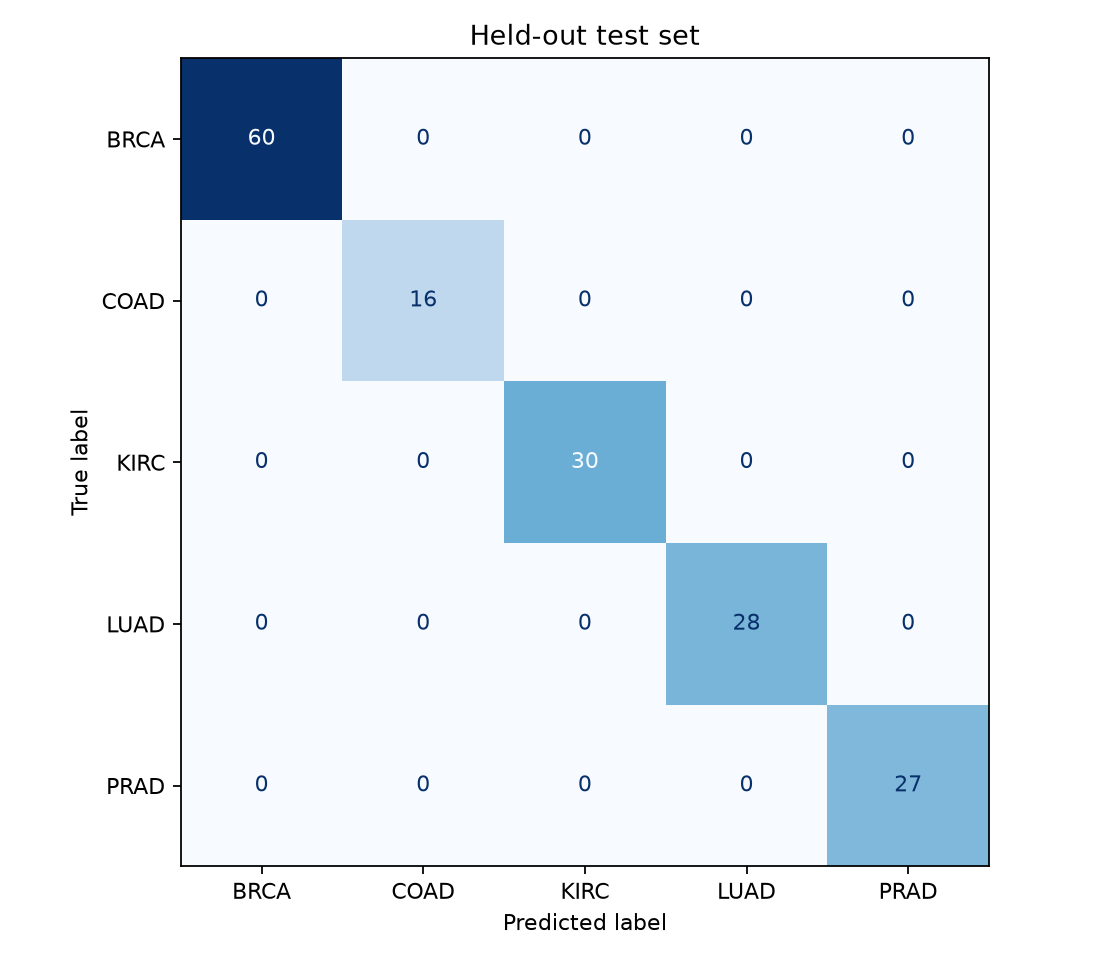 Held-out test set
BRCA 60 0 0 0 0
COAD 0 16 0 0 0
KIRC 0 0 30 0 0
LUAD 0 0 0 28 0
PRAD 0 0 0 0 27
True label
BRCA COAD KIRC LUAD PRAD
Predicted label